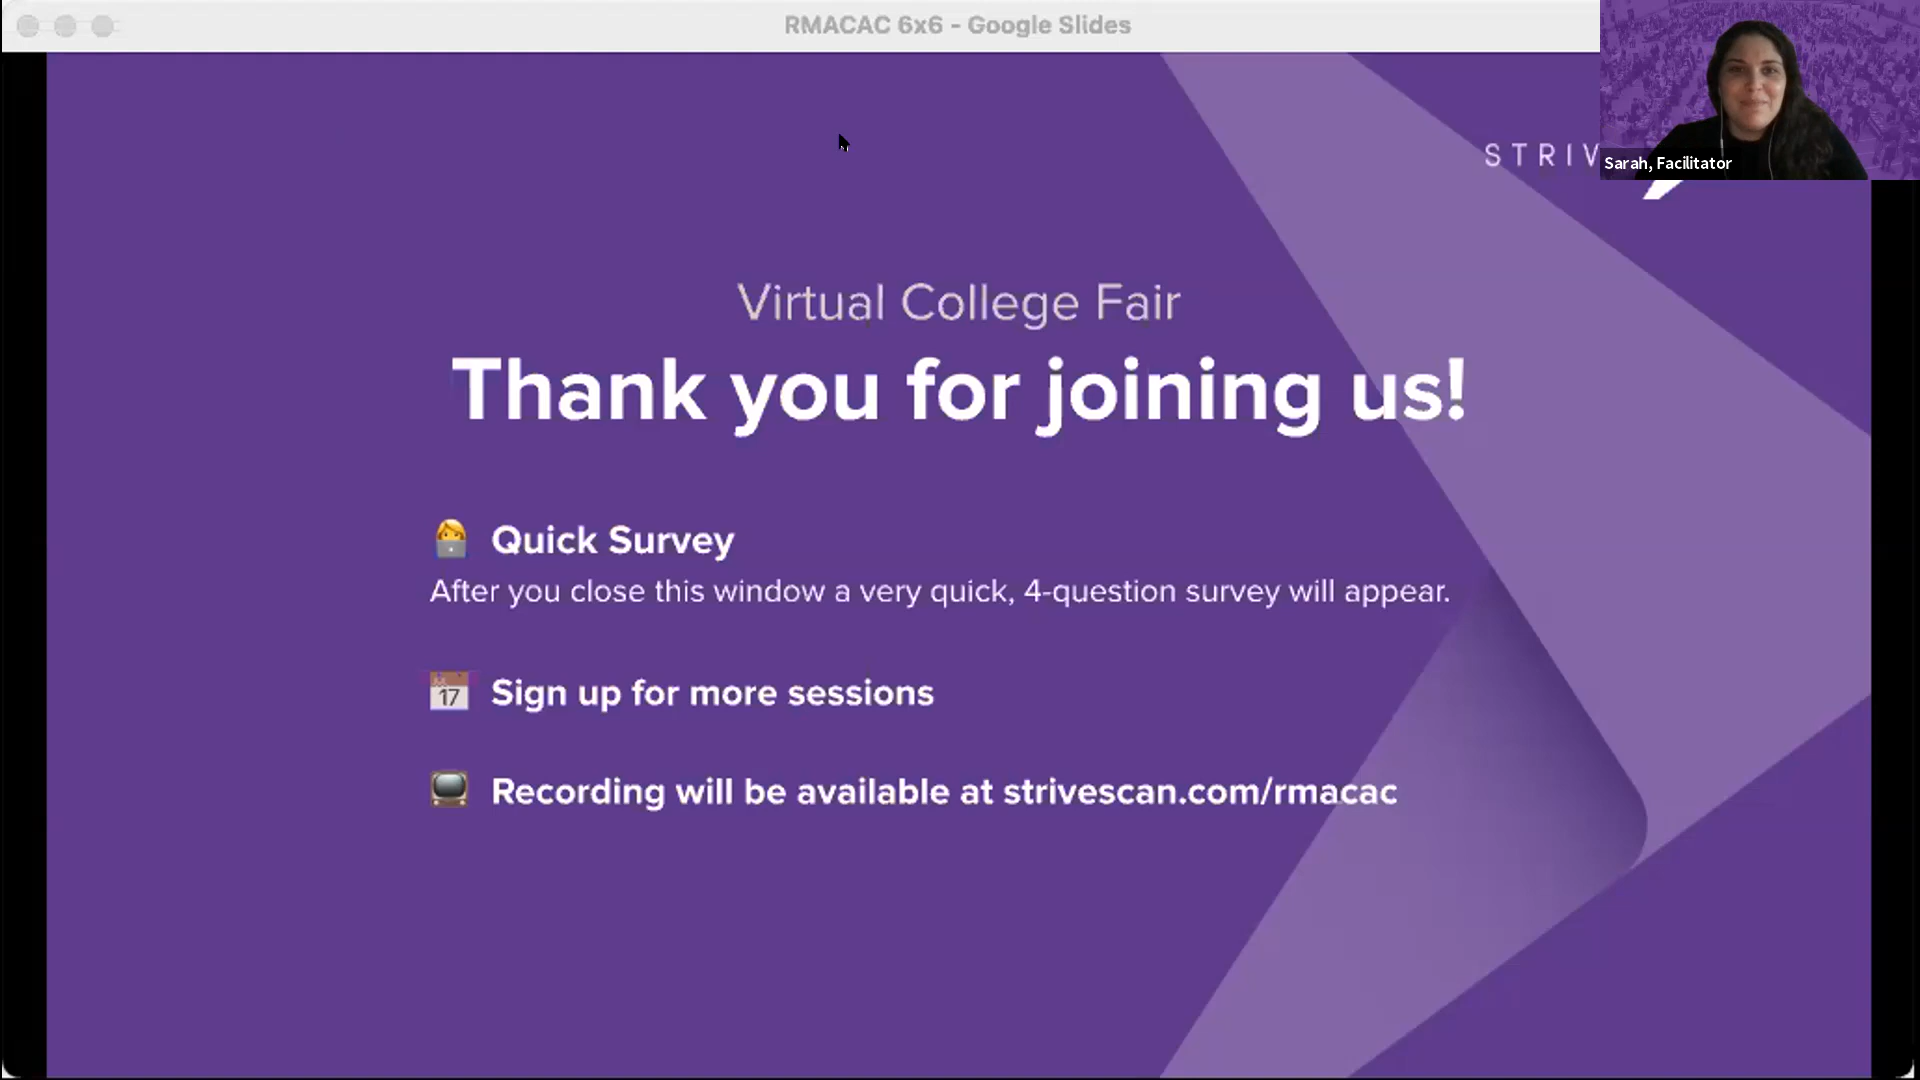 RMACAC 6x6 - Google Slides
STRIV
Sarah, Facilitator
Virtual College Fair
Thank you for joining us!
Quick Survey
After you close this window a very quick, 4-question survey will appear.
17
Sign up for more sessions
Recording will be available at strivescan.com/rmacac